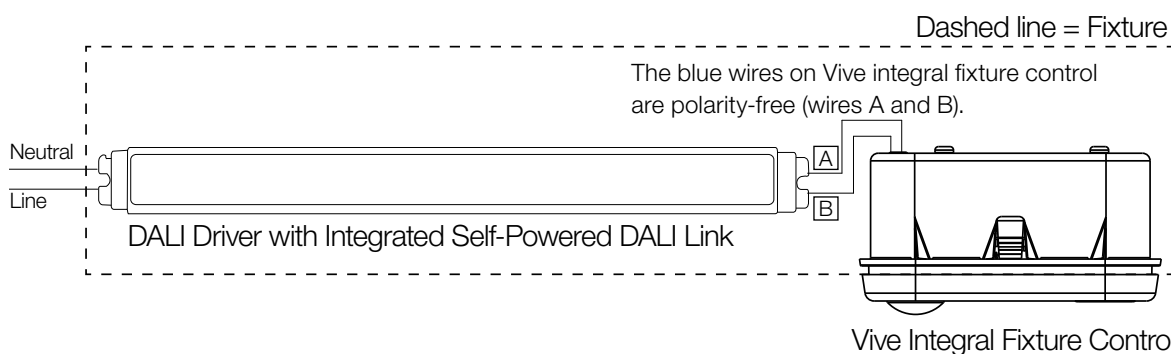 Dashed line = Fixture
The blue wires on Vive integral fixture control
are polarity-free (wires A and B).
Neutral
A
Line
B
DALI Driver with Integrated Self-Powered DALI Link
Vive Integral Fixture Contro